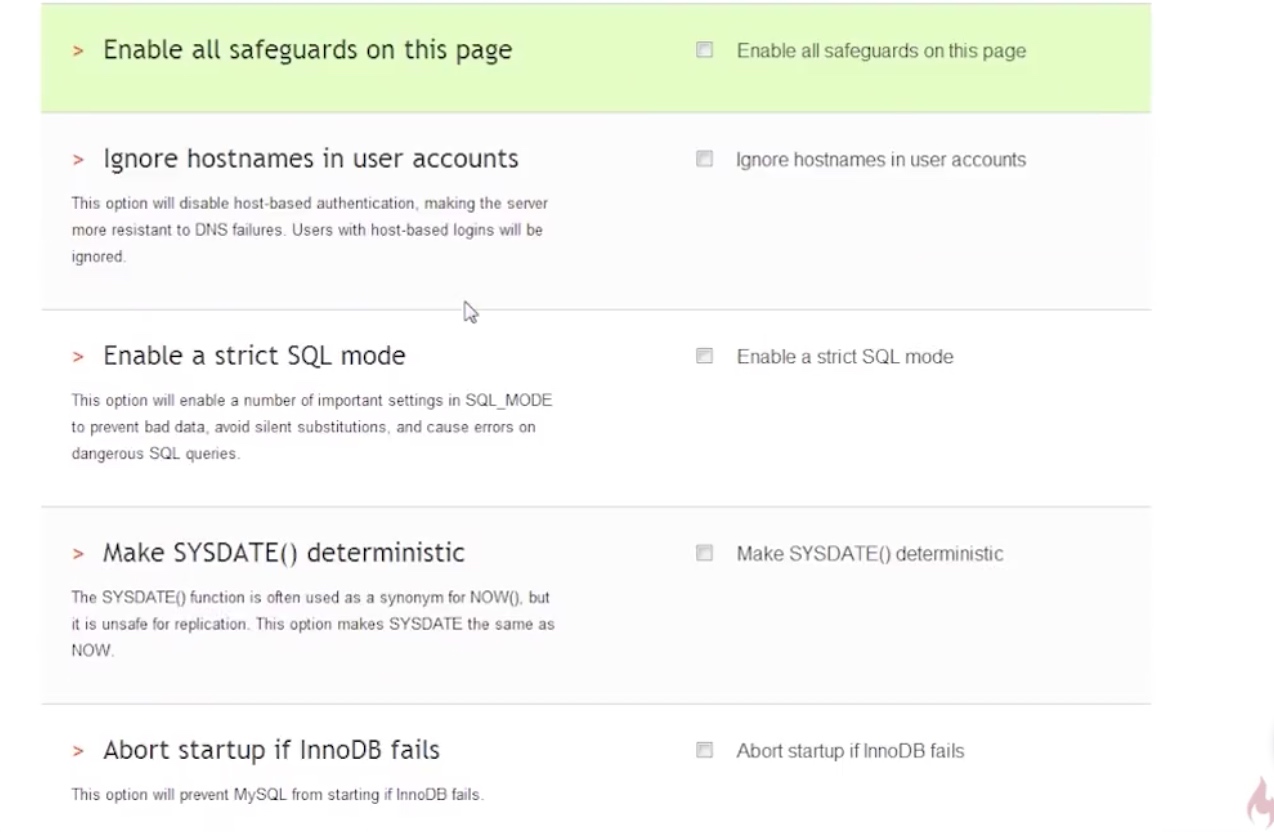 > Enable all safeguards on this page
Enable all safeguards on this page
> Ignore hostnames in user accounts
Ignore hostnames in user accounts
This option will disable host-based authentication, making the server
more resistant to DNS failures. Users with host-based logins will be
ignored.
> Enable a strict SQL mode
Enable a strict SQL mode
This option will enable a number of important settings in SQL_MODE
to prevent bad data, avoid silent substitutions, and cause errors on
dangerous SQL queries.
> Make SYSDATE() deterministic
Make SYSDATE() deterministic
The SYSDATE() function is often used as a synonym for NOW(), but
it is unsafe for replication. This option makes SYSDATE the same as
NOW.
> Abort startup if InnoDB fails
Abort startup if InnoDB fails
This option will prevent MySQL from starting if InnoDB fails.